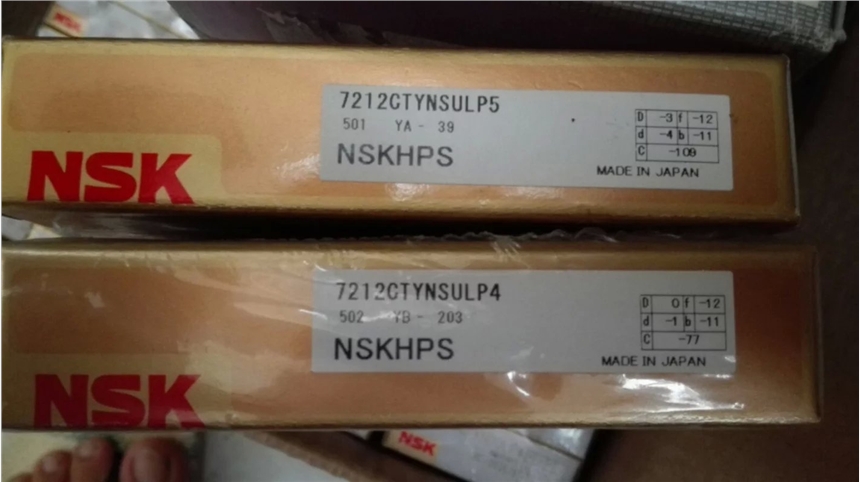 NSK
7212CTYNSULP5
501 YA - 39
NSKHPS
D -3 f -12
d -4 b -11
C -109
MADE IN JAPAN
NSK
7212CTYNSULP4
502 YB - 203
NSKHPS
D 0 f -12
d -1 b -11
C -77
MADE IN JAPAN
NSK
NSK